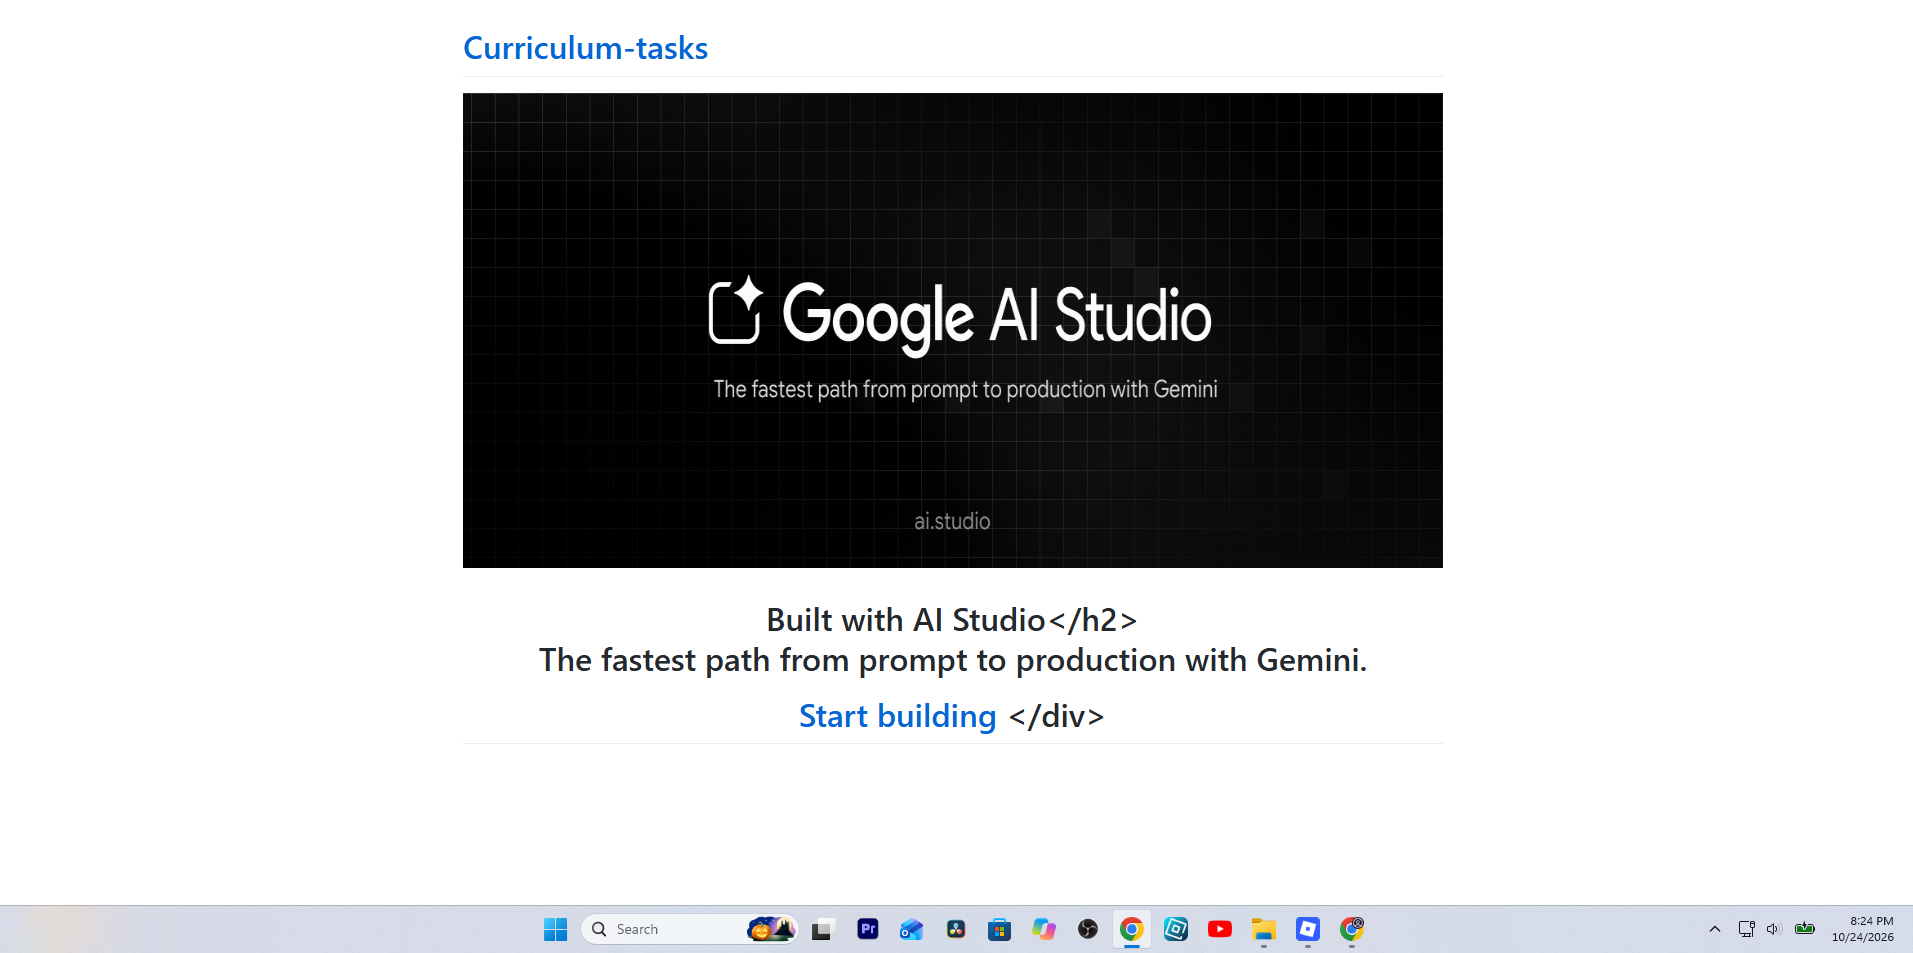 Curriculum-tasks
Google AI Studio
The fastest path from prompt to production with Gemini
ai.studio
Built with AI Studio</h2>
The fastest path from prompt to production with Gemini.
Start building </div>
Search
Pr
8:24 PM
10/24/2026